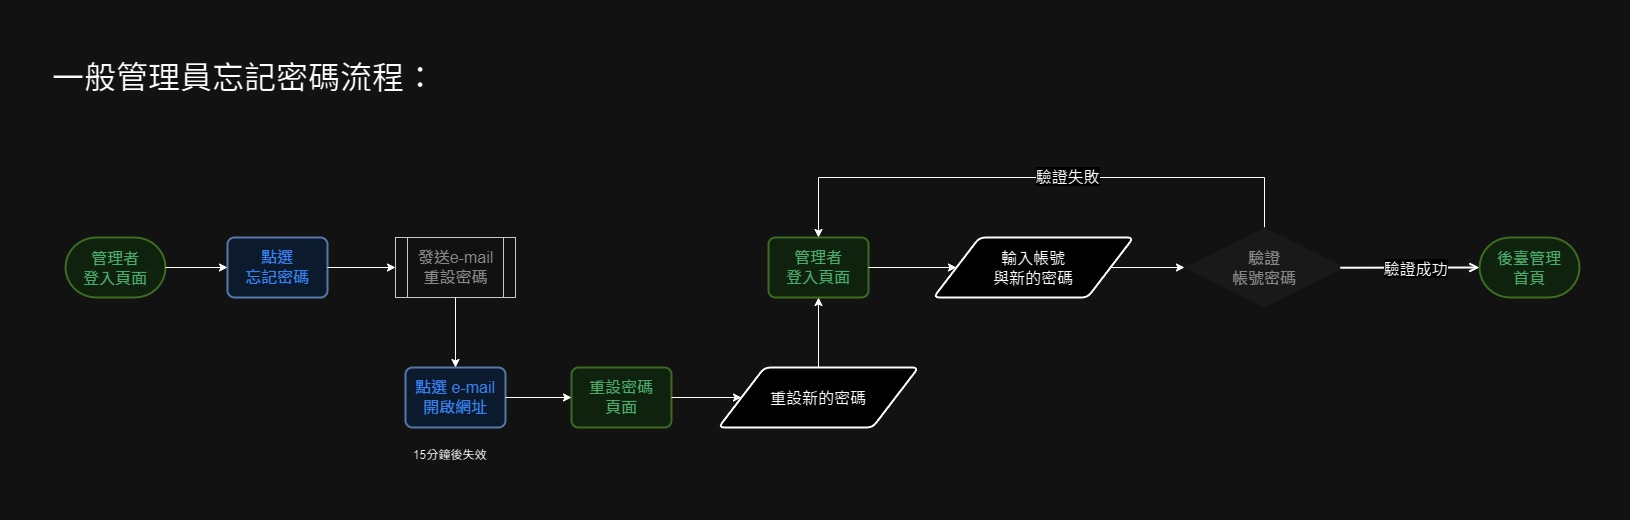 一般管理員忘記密碼流程：
驗證失敗
管理者
登入頁面
點選
忘記密碼
發送e-mail
重設密碼
管理者
登入頁面
輸入帳號
與新的密碼
驗證
帳號密碼
驗證成功
後臺管理
首頁
點選 e-mail
開啟網址
重設密碼
頁面
重設新的密碼
15分鐘後失效